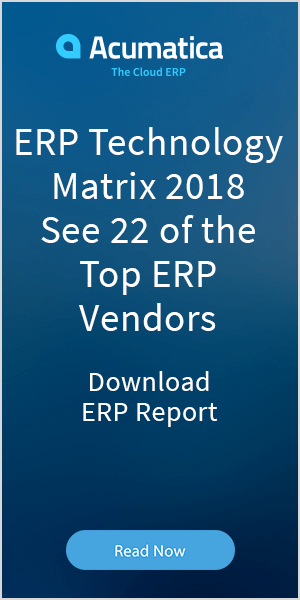 Acumatica
The Cloud ERP
ERP Technology
Matrix 2018
See 22 of the
Top ERP
Vendors
Download
ERP Report
Read Now